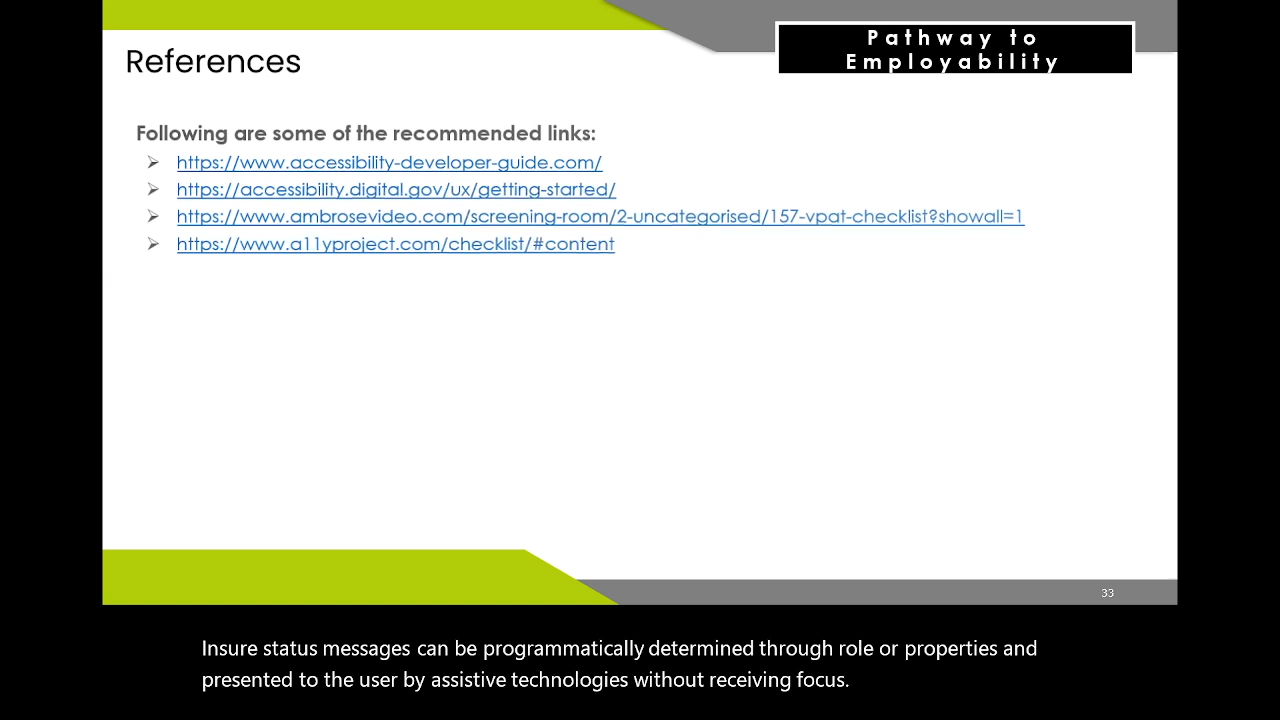 Pathway to
Employability
References
Following are some of the recommended links:
https://www.accessibility-developer-guide.com/
https://accessibility.digital.gov/ux/getting-started/
https://www.ambrosevideo.com/screening-room/2-uncategorised/157-vpat-checklist?showall=1
https://www.a11yproject.com/checklist/#content
33
Insure status messages can be programmatically determined through role or properties and
presented to the user by assistive technologies without receiving focus.